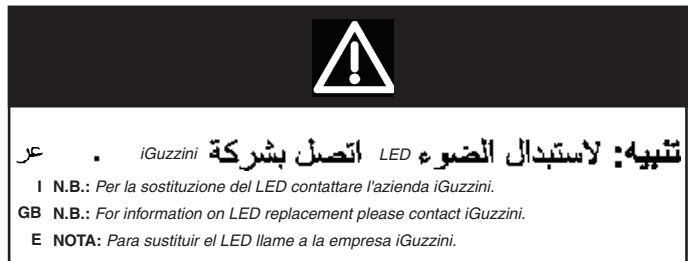 عر تنبيه: لاستبدال الضوء LED اتصل بشركة iGuzzini .
I N.B.: Per la sostituzione del LED contattare l'azienda iGuzzini.
GB N.B.: For information on LED replacement please contact iGuzzini.
E NOTA: Para sustituir el LED llame a la empresa iGuzzini.